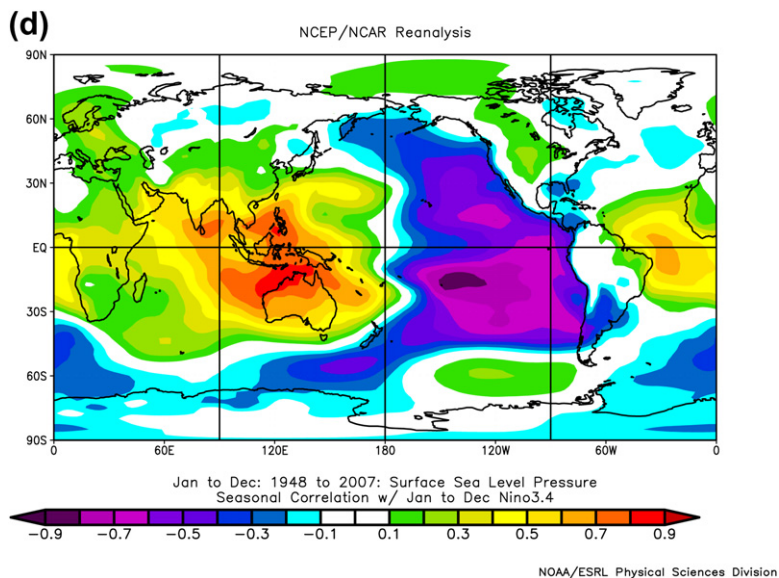 (d)
NCEP/NCAR Reanalysis
90N
60N
30N
EQ
30S
60S
90S
0 60E 120E 180 120W 60W 0
Jan to Dec: 1948 to 2007: Surface Sea Level Pressure
Seasonal Correlation w/ Jan to Dec Nino3.4
-0.9 -0.7 -0.5 -0.3 -0.1 0.1 0.3 0.5 0.7 0.9
NOAA/ESRL Physical Sciences Division